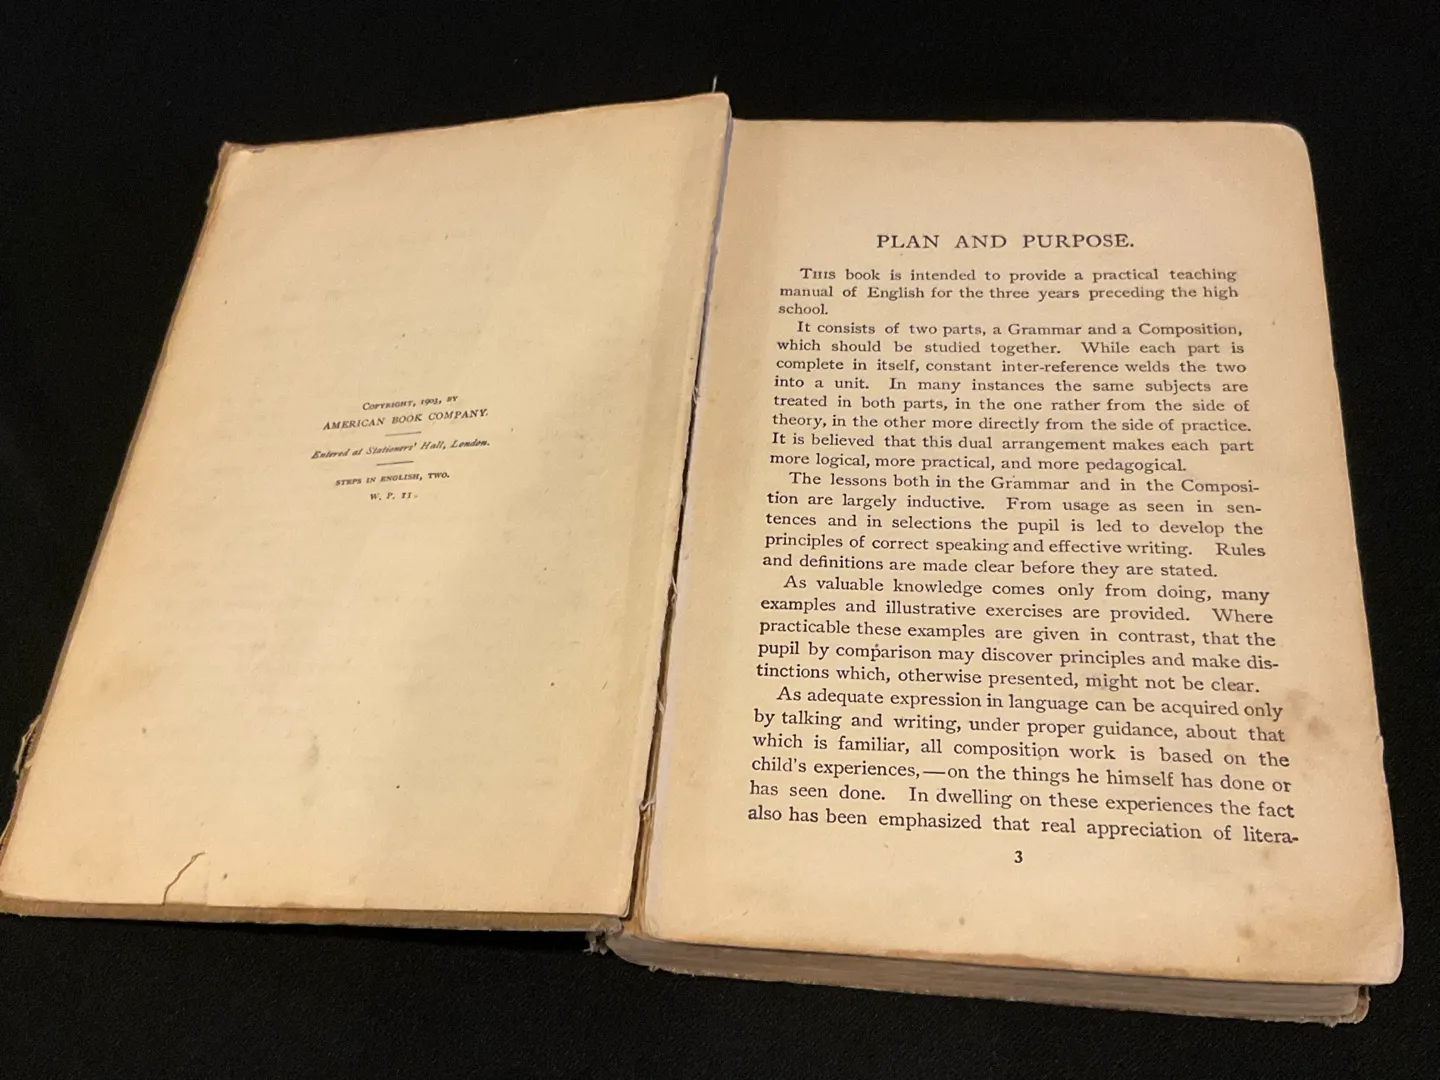 COPYRIGHT, 1903, BY
AMERICAN BOOK COMPANY.
Entered at Stationers' Hall, London.
STEPS IN ENGLISH, TWO.
W. P. 11.
PLAN AND PURPOSE.
THIS book is intended to provide a practical teaching
manual of English for the three years preceding the high
school.
It consists of two parts, a Grammar and a Composition,
which should be studied together. While each part is
complete in itself, constant inter-reference welds the two
into a unit. In many instances the same subjects are
treated in both parts, in the one rather from the side of
theory, in the other more directly from the side of practice.
It is believed that this dual arrangement makes each part
more logical, more practical, and more pedagogical.
The lessons both in the Grammar and in the Composi-
tion are largely inductive. From usage as seen in sen-
tences and in selections the pupil is led to develop the
principles of correct speaking and effective writing. Rules
and definitions are made clear before they are stated.
As valuable knowledge comes only from doing, many
examples and illustrative exercises are provided. Where
practicable these examples are given in contrast, that the
pupil by comparison may discover principles and make dis-
tinctions which, otherwise presented, might not be clear.
As adequate expression in language can be acquired only
by talking and writing, under proper guidance, about that
which is familiar, all composition work is based on the
child's experiences,—on the things he himself has done or
has seen done. In dwelling on these experiences the fact
also has been emphasized that real appreciation of litera-
3